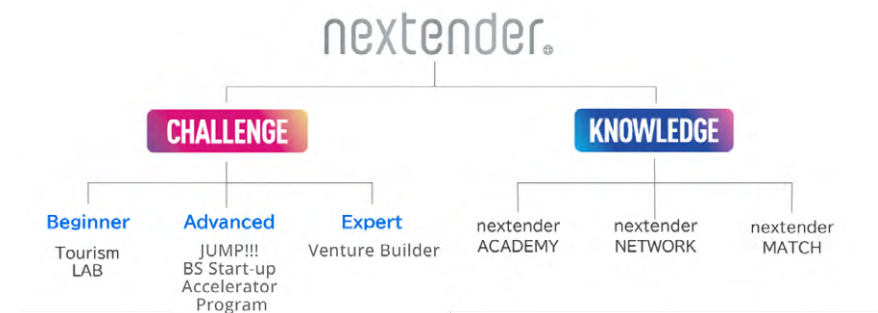 nextender
CHALLENGE
KNOWLEDGE
Beginner
Tourism
LAB
Advanced
JUMP!!!
BS Start-up
Accelerator
Program
Expert
Venture Builder
nextender
ACADEMY
nextender
NETWORK
nextender
MATCH